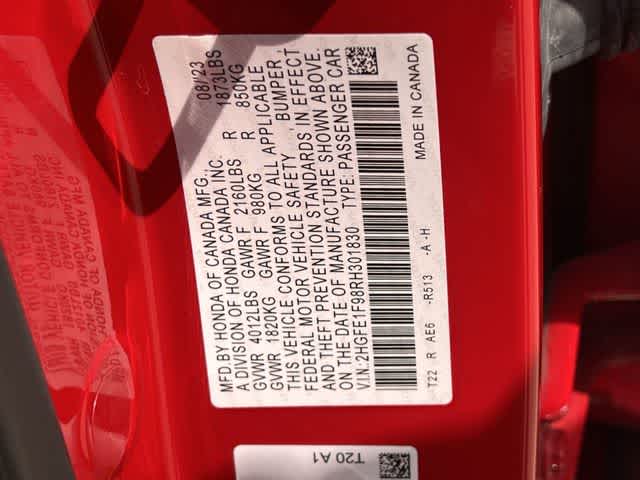 MFD.BY HONDA OF CANADA MFG., 08/23
A DIVISION OF HONDA CANADA INC.
GVWR 4012LBS GAWR F 2160LBS R 1873LBS
GVWR 1820KG GAWR F 980KG R 850KG
THIS VEHICLE CONFORMS TO ALL APPLICABLE
FEDERAL MOTOR VEHICLE SAFETY, BUMPER,
AND THEFT PREVENTION STANDARDS IN EFFECT
ON THE DATE OF MANUFACTURE SHOWN ABOVE.
V.I.N.: 2HGFE1F98RH301830 TYPE: PASSENGER CAR
MADE IN CANADA
T22 R AE6 -R513 -A -H
T20 A1